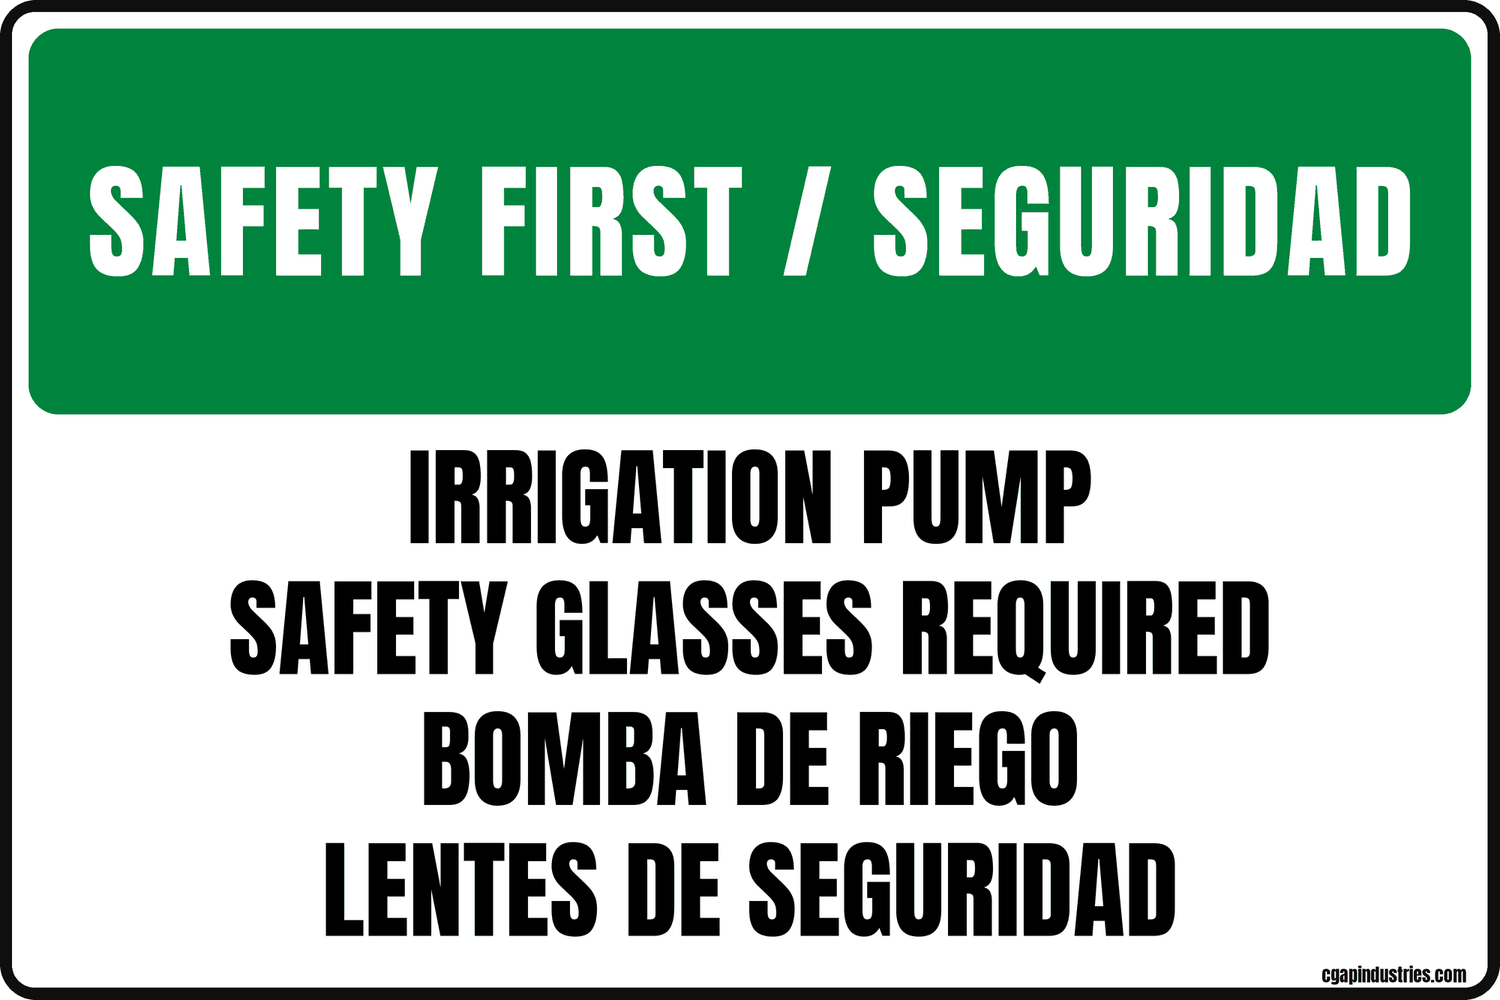 SAFETY FIRST / SEGURIDAD
IRRIGATION PUMP
SAFETY GLASSES REQUIRED
BOMBA DE RIEGO
LENTES DE SEGURIDAD
cgapindustries.com